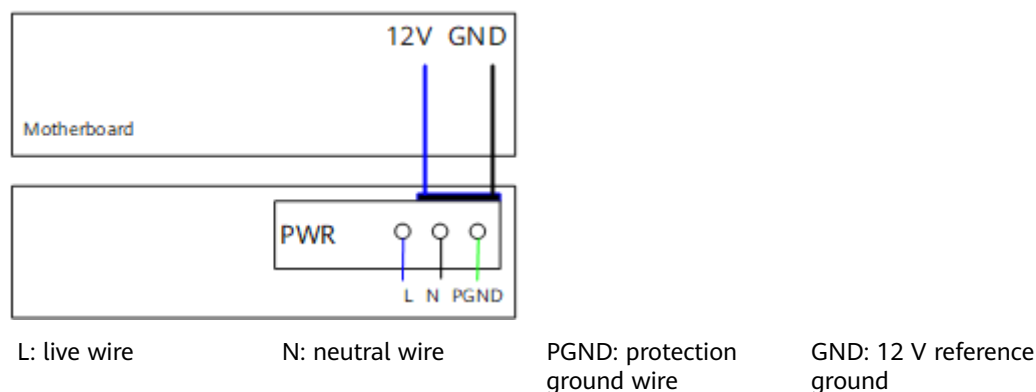 12V GND
Motherboard
PWR
L N PGND
L: live wire
N: neutral wire
PGND: protection
ground wire
GND: 12 V reference
ground